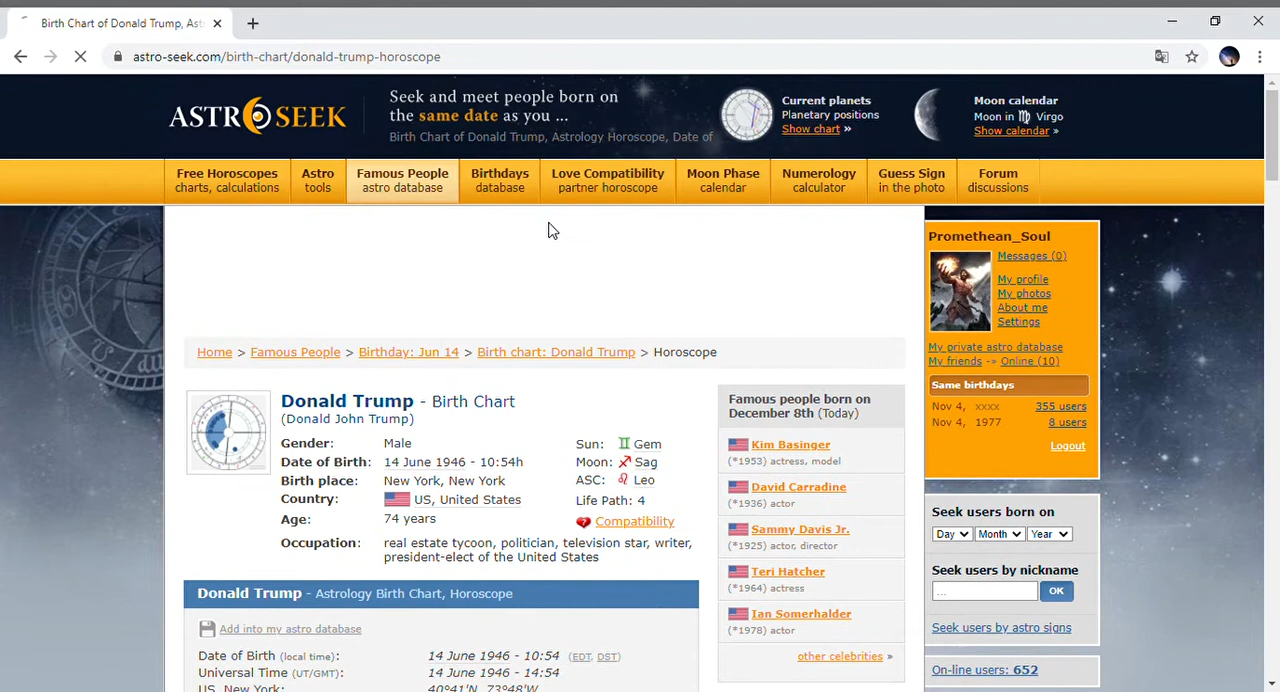 Birth Chart of Donald Trump, Ast
astro-seek.com/birth-chart/donald-trump-horoscope
ASTROSEEK
Seek and meet people born on
the same date as you ...
Birth Chart of Donald Trump, Astrology Horoscope, Date of
Current planets
Planetary positions
Show chart »
Moon calendar
Moon in ♍ Virgo
Show calendar »
Free Horoscopes
charts, calculations
Astro
tools
Famous People
astro database
Birthdays
database
Love Compatibility
partner horoscope
Moon Phase
calendar
Numerology
calculator
Guess Sign
in the photo
Forum
discussions
Home > Famous People > Birthday: Jun 14 > Birth chart: Donald Trump > Horoscope
Donald Trump - Birth Chart
(Donald John Trump)
Gender: Male
Date of Birth: 14 June 1946 - 10:54h
Birth place: New York, New York
Country: US, United States
Age: 74 years
Occupation: real estate tycoon, politician, television star, writer,
president-elect of the United States
Sun: ♊ Gem
Moon: ♐ Sag
ASC: ♌ Leo
Life Path: 4
Compatibility
Donald Trump - Astrology Birth Chart, Horoscope
Add into my astro database
Date of Birth (local time): 14 June 1946 - 10:54 (EDT, DST)
Universal Time (UT/GMT): 14 June 1946 - 14:54
US, New York: 40°41'N, 73°48'W
Famous people born on
December 8th (Today)
Kim Basinger
(*1953) actress, model
David Carradine
(*1936) actor
Sammy Davis Jr.
(*1925) actor, director
Teri Hatcher
(*1964) actress
Ian Somerhalder
(*1978) actor
other celebrities »
Promethean_Soul
Messages (0)
My profile
My photos
About me
Settings
My private astro database
My friends -> Online (10)
Same birthdays
Nov 4, xxxx 355 users
Nov 4, 1977 8 users
Logout
Seek users born on
Day Month Year
Seek users by nickname
... OK
Seek users by astro signs
On-line users: 652